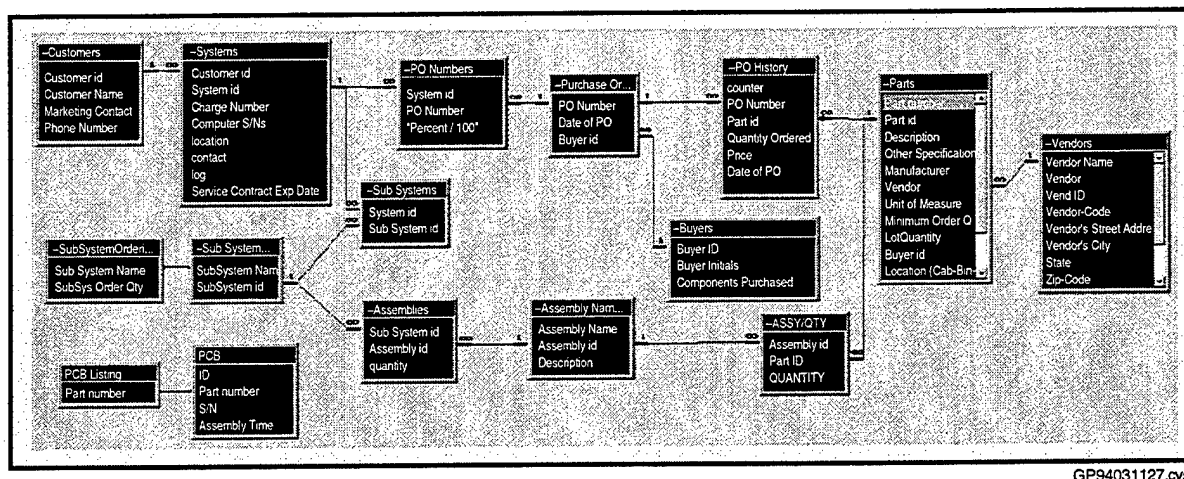 –Customers
Customer id
Customer Name
Marketing Contact
Phone Number
–Systems
Customer id
System id
Charge Number
Computer S/Ns
location
contact
log
Service Contract Exp Date
–PO Numbers
System id
PO Number
"Percent / 100"
–Purchase Or...
PO Number
Date of PO
Buyer id
–PO History
counter
PO Number
Part id
Quantity Ordered
Price
Date of PO
–Parts
Part id
Description
Other Specification
Manufacturer
Vendor
Unit of Measure
Minimum Order Q
LotQuantity
Buyer id
Location (Cab-Bin-
–Vendors
Vendor Name
Vendor
Vend ID
Vendor-Code
Vendor's Street Addre
Vendor's City
State
Zip-Code
–Sub Systems
System id
Sub System id
–SubSystemOrderi...
Sub System Name
SubSys Order Qty
–Sub System...
SubSystem Nam
SubSystem id
–Buyers
Buyer ID
Buyer Initials
Components Purchased
–Assemblies
Sub System id
Assembly id
quantity
–Assembly Nam...
Assembly Name
Assembly id
Description
–ASSY/QTY
Assembly id
Part ID
QUANTITY
PCB Listing
Part number
PCB
ID
Part number
S/N
Assembly Time
GP94031127.cvs